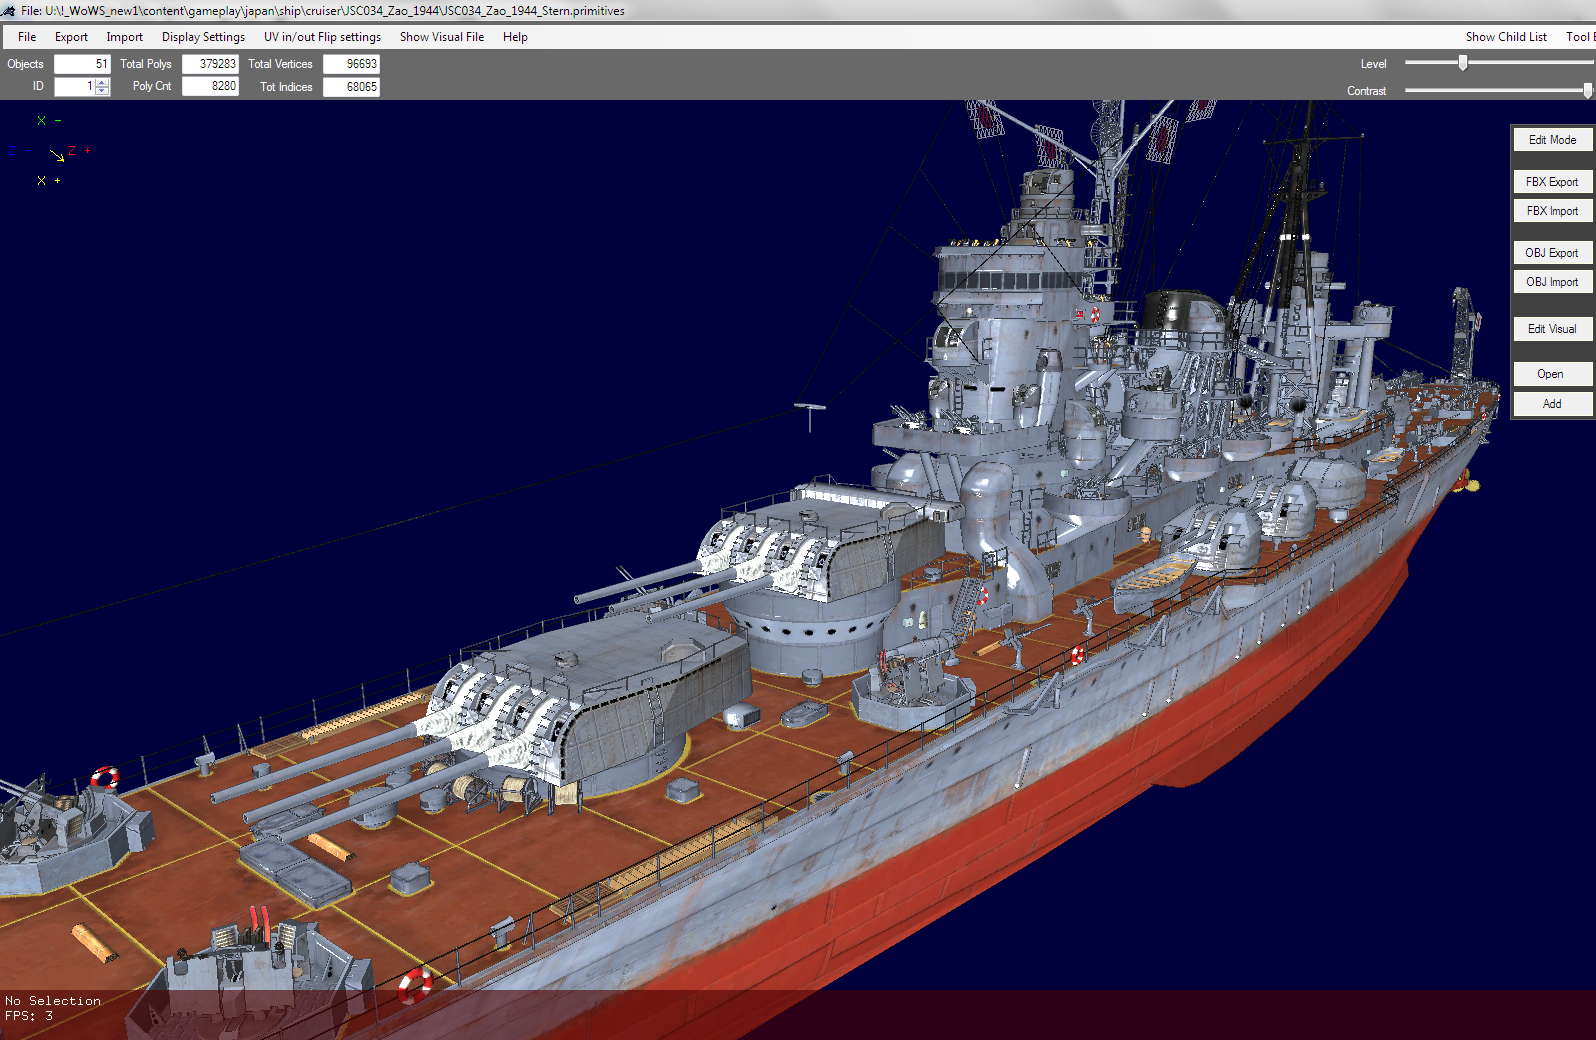 File: U:\!_WoWS_new1\content\gameplay\japan\ship\cruiser\JSC034_Zao_1944\JSC034_Zao_1944_Stern.primitives
File Export Import Display Settings UV in/out Flip settings Show Visual File Help Show Child List Tool
Objects 51 Total Polys 379283 Total Vertices 96693 Level
ID 1 Poly Cnt 8280 Tot Indices 68065 Contrast
X -
Z - Z +
X +
Edit Mode
FBX Export
FBX Import
OBJ Export
OBJ Import
Edit Visual
Open
Add
No Selection
FPS: 3